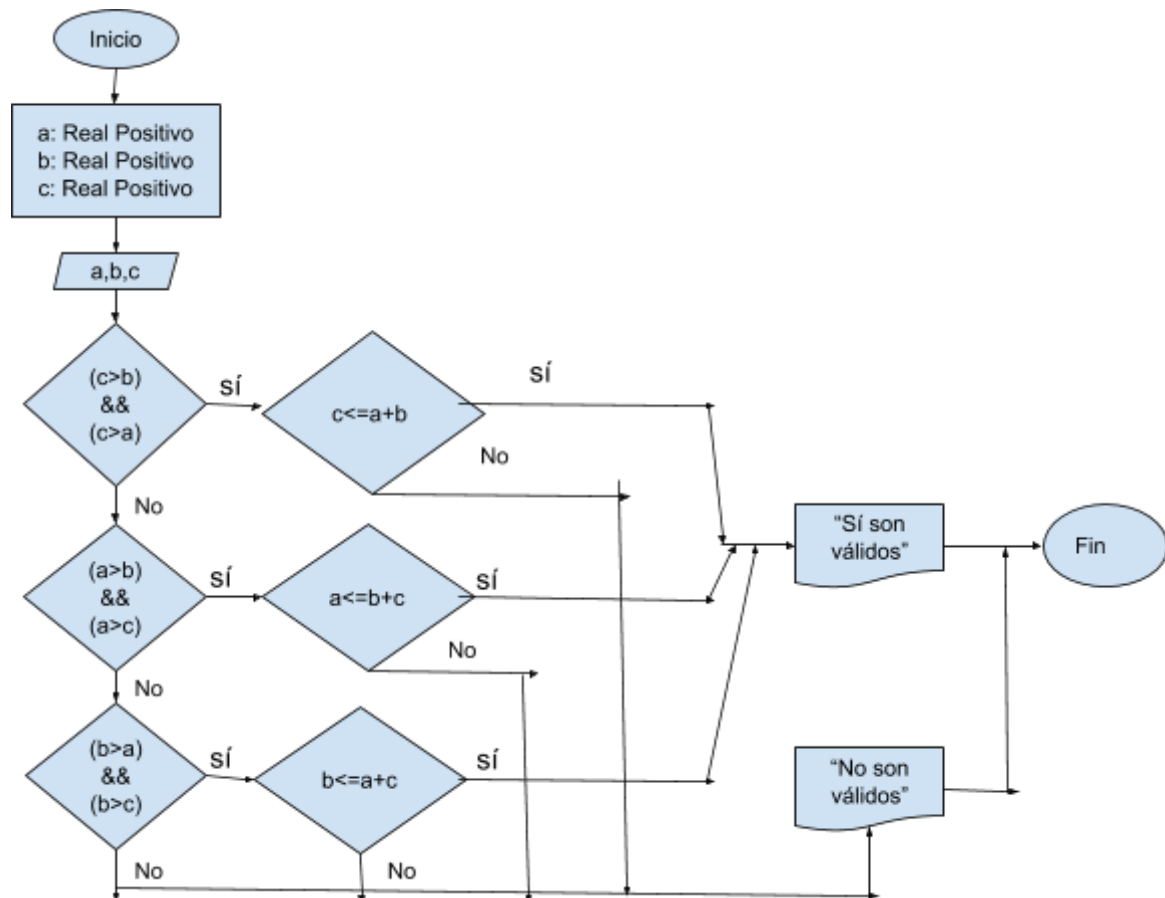 Inicio
a: Real Positivo
b: Real Positivo
c: Real Positivo
a,b,c
(c>b)
&&
(c>a)
sí
c<=a+b
sí
No
No
"Sí son
válidos"
Fin
(a>b)
&&
(a>c)
sí
a<=b+c
sí
No
No
(b>a)
&&
(b>c)
sí
b<=a+c
sí
"No son
válidos"
No
No